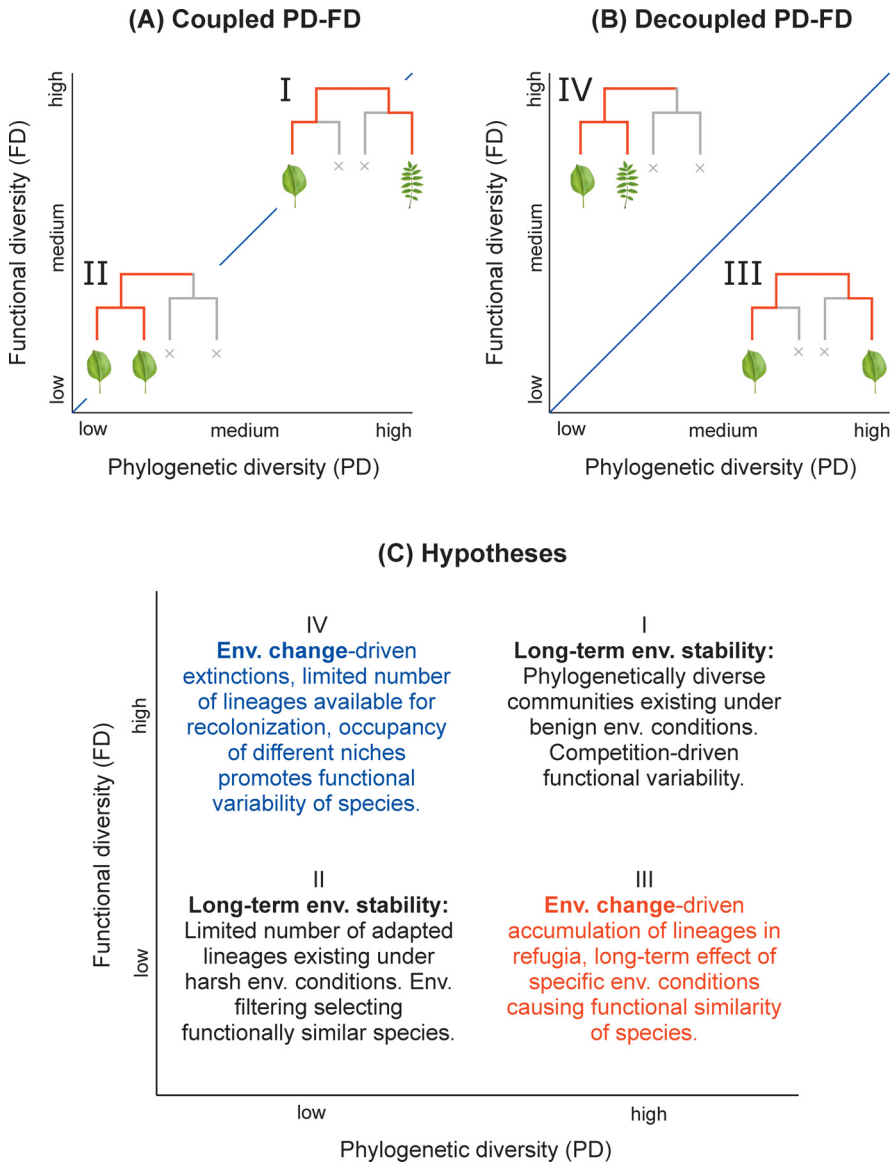 (A) Coupled PD-FD
Functional diversity (FD)
high
medium
low
I
II
low
medium
high
Phylogenetic diversity (PD)
(B) Decoupled PD-FD
Functional diversity (FD)
high
medium
low
IV
III
low
medium
high
Phylogenetic diversity (PD)
(C) Hypotheses
Functional diversity (FD)
high
low
IV
Env. change-driven
extinctions, limited number
of lineages available for
recolonization, occupancy
of different niches
promotes functional
variability of species.
I
Long-term env. stability:
Phylogenetically diverse
communities existing under
benign env. conditions.
Competition-driven
functional variability.
II
Long-term env. stability:
Limited number of adapted
lineages existing under
harsh env. conditions. Env.
filtering selecting
functionally similar species.
III
Env. change-driven
accumulation of lineages in
refugia, long-term effect of
specific env. conditions
causing functional similarity
of species.
low
high
Phylogenetic diversity (PD)